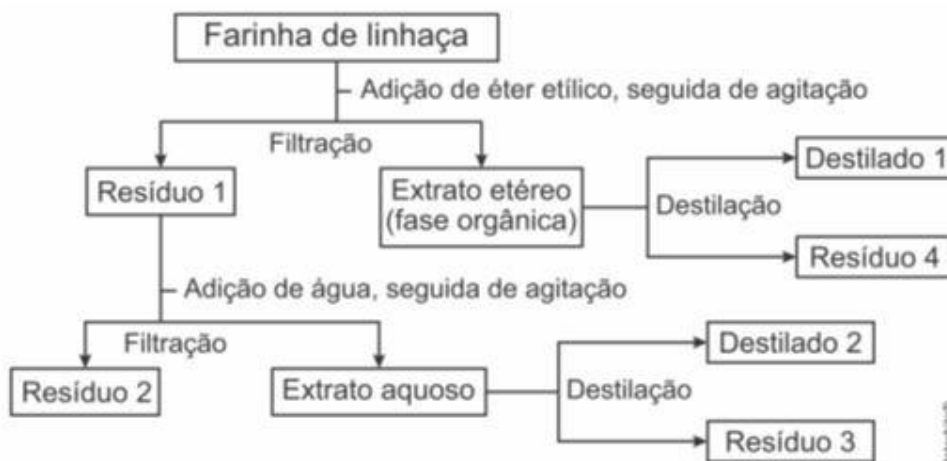 Farinha de linhaça
Adição de éter etílico, seguida de agitação
Filtração
Resíduo 1
Extrato etéreo
(fase orgânica)
Destilação
Destilado 1
Resíduo 4
Adição de água, seguida de agitação
Filtração
Resíduo 2
Extrato aquoso
Destilação
Destilado 2
Resíduo 3